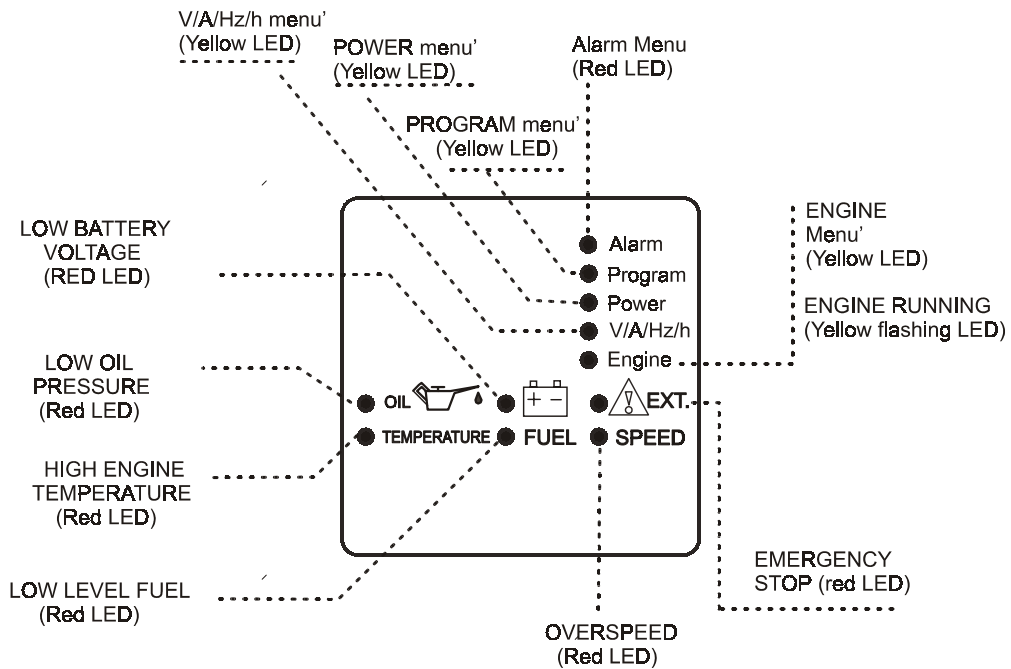 V/A/Hz/h menu'
(Yellow LED)
POWER menu'
(Yellow LED)
Alarm Menu
(Red LED)
PROGRAM menu'
(Yellow LED)
LOW BATTERY
VOLTAGE
(RED LED)
ENGINE
Menu'
(Yellow LED)
ENGINE RUNNING
(Yellow flashing LED)
Alarm
Program
Power
V/A/Hz/h
Engine
LOW OIL
PRESSURE
(Red LED)
OIL
+ -
! EXT.
TEMPERATURE
FUEL
SPEED
HIGH ENGINE
TEMPERATURE
(Red LED)
LOW LEVEL FUEL
(Red LED)
EMERGENCY
STOP (red LED)
OVERSPEED
(Red LED)